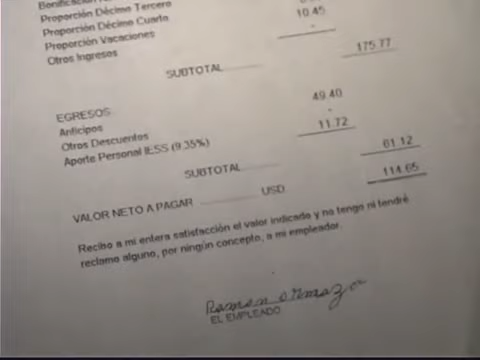 Proporción Décimo Tercero
Proporción Décimo Cuarta 10.45
Proporción Vacaciones -
Otros Ingresos
SUBTOTAL 175.77
EGRESOS:
Anticipos 49.40
Otros Descuentos -
Aporte Personal IESS (9.35%) 11.72
SUBTOTAL 61.12
VALOR NETO A PAGAR USD 114.65
Recibo a mi entera satisfacción el valor indicado y no tengo ni tendré
reclamo alguno, por ningún concepto, a mi empleador.
Ramon
EL EMPLEADO